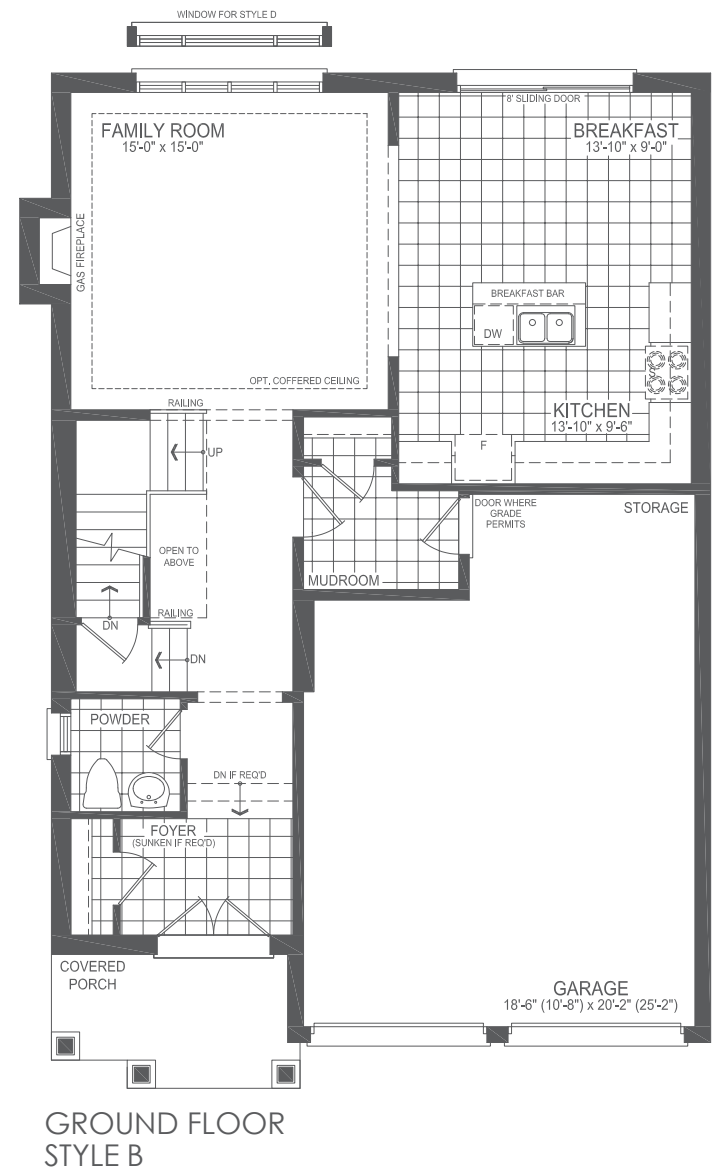 WINDOW FOR STYLE D
8' SLIDING DOOR
FAMILY ROOM
15'-0" x 15'-0"
BREAKFAST
13'-10" x 9'-0"
GAS FIREPLACE
BREAKFAST BAR
DW
OPT, COFFERED CEILING
S
KITCHEN
13'-10" x 9'-6"
RAILING
UP
F
DOOR WHERE
GRADE
PERMITS
STORAGE
OPEN TO
ABOVE
MUDROOM
RAILING
DN
DN
POWDER
DN IF REQ'D
FOYER
(SUNKEN IF REQ'D)
COVERED
PORCH
GARAGE
18'-6" (10'-8") x 20'-2" (25'-2")
GROUND FLOOR
STYLE B